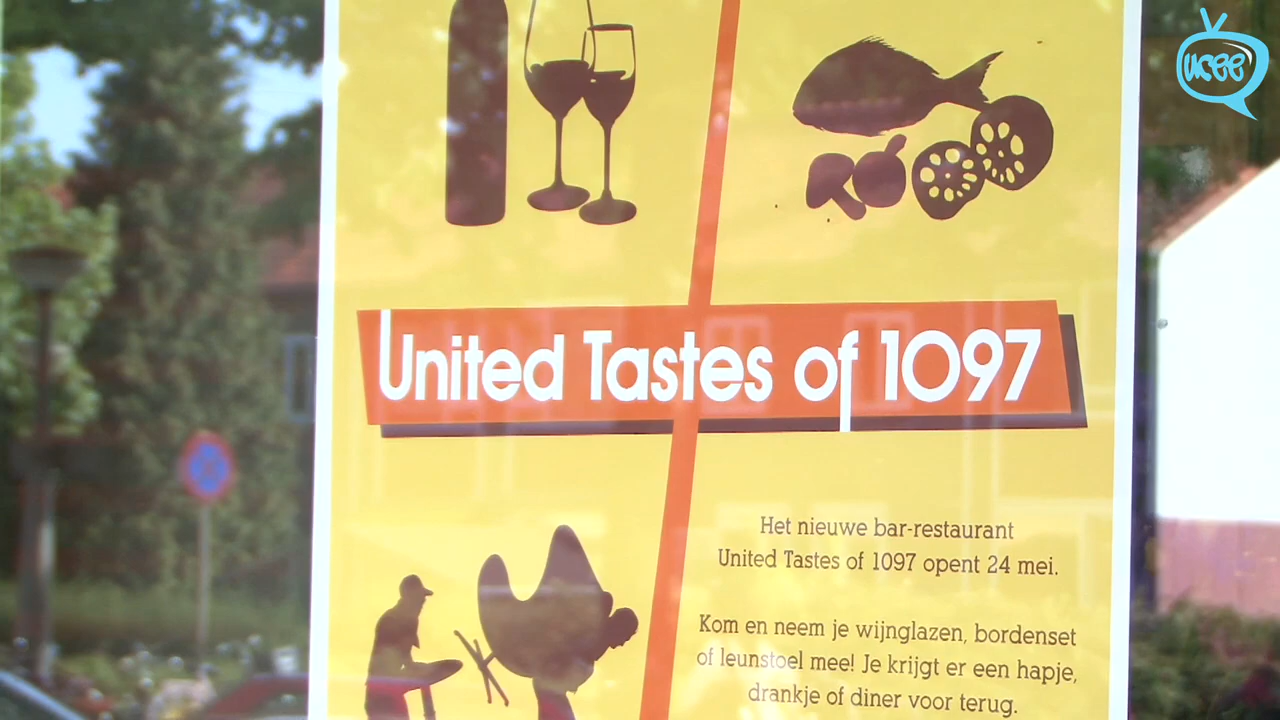 ucee
United Tastes of 1097
Het nieuwe bar-restaurant
United Tastes of 1097 opent 24 mei.
Kom en neem je wijnglazen, bordenset
of leunstoel mee! Je krijgt er een hapje,
drankje of diner voor terug.